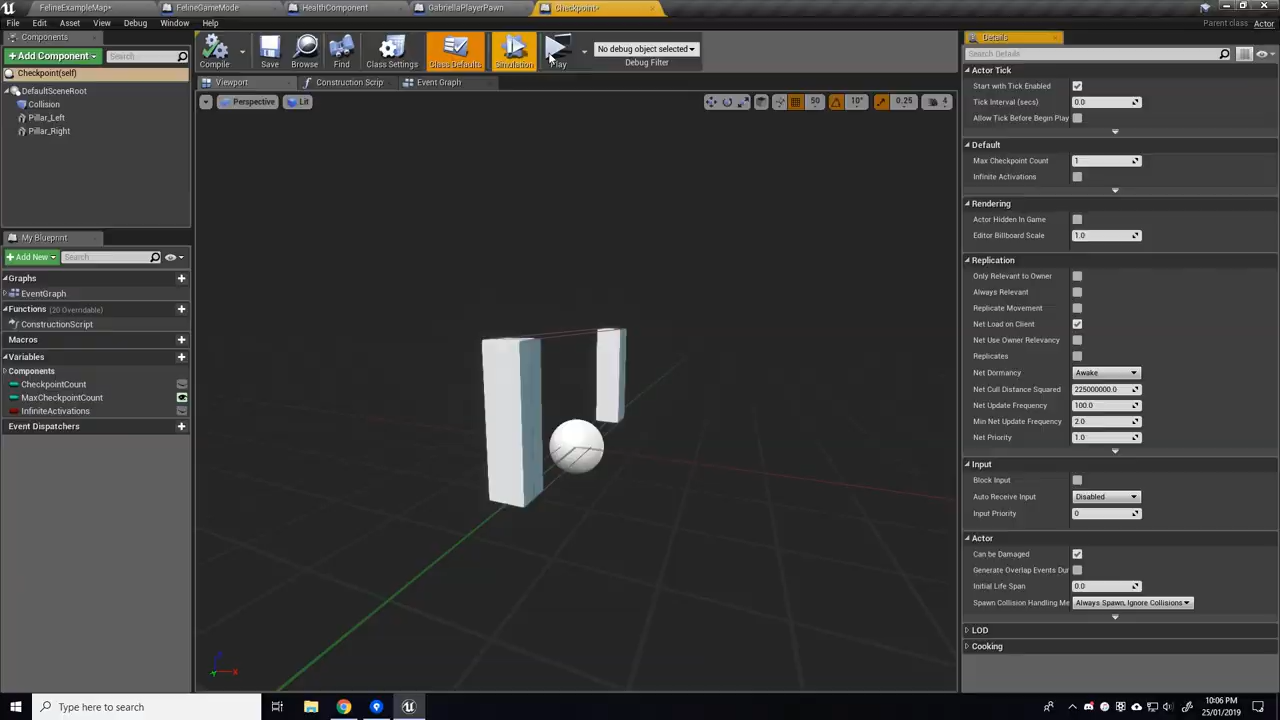 FelineExampleMap*
FelineGameMode
HealthComponent
GabriellaPlayerPawn
Checkpoint*
File Edit Asset View Debug Window Help
Parent class: Actor
Components
+ Add Component
Search
Checkpoint(self)
DefaultSceneRoot
Collision
Pillar_Left
Pillar_Right
My Blueprint
+ Add New
Search
Graphs
EventGraph
Functions (20 Overridable)
ConstructionScript
Macros
Variables
Components
CheckpointCount
MaxCheckpointCount
InfiniteActivations
Event Dispatchers
Compile
Save
Browse
Find
Class Settings
Class Defaults
Simulation
Play
No debug object selected
Debug Filter
Viewport
Construction Scrip
Event Graph
Perspective
Lit
50
10°
0.25
4
Details
Search Details
Actor Tick
Start with Tick Enabled
Tick Interval (secs) 0.0
Allow Tick Before Begin Play
Default
Max Checkpoint Count 1
Infinite Activations
Rendering
Actor Hidden In Game
Editor Billboard Scale 1.0
Replication
Only Relevant to Owner
Always Relevant
Replicate Movement
Net Load on Client
Net Use Owner Relevancy
Replicates
Net Dormancy Awake
Net Cull Distance Squared 225000000.0
Net Update Frequency 100.0
Min Net Update Frequency 2.0
Net Priority 1.0
Input
Block Input
Auto Receive Input Disabled
Input Priority 0
Actor
Can be Damaged
Generate Overlap Events Dur
Initial Life Span 0.0
Spawn Collision Handling Me Always Spawn, Ignore Collisions
LOD
Cooking
Type here to search
10:06 PM
25/01/2019